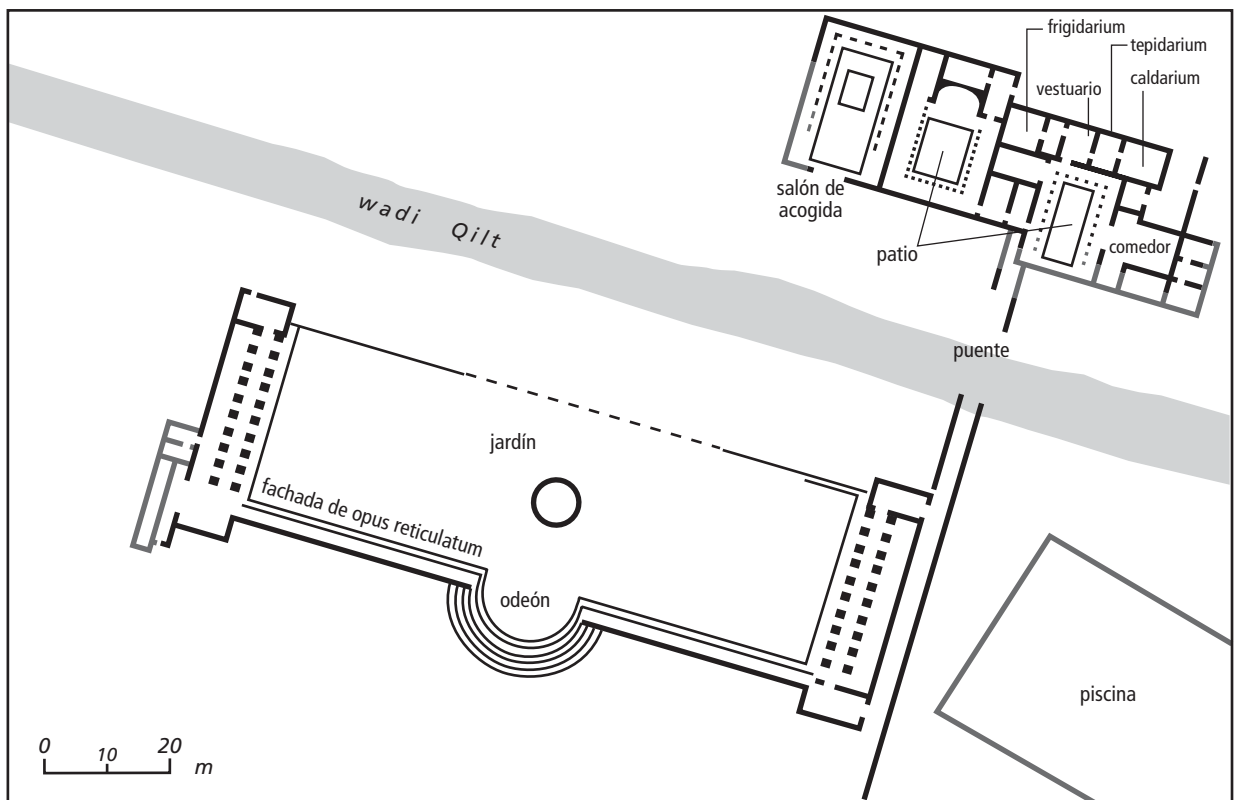 frigidarium
tepidarium
vestuario
caldarium
salón de
acogida
patio
comedor
wadi Qilt
puente
jardín
fachada de opus reticulatum
odeón
piscina
0 10 20 m